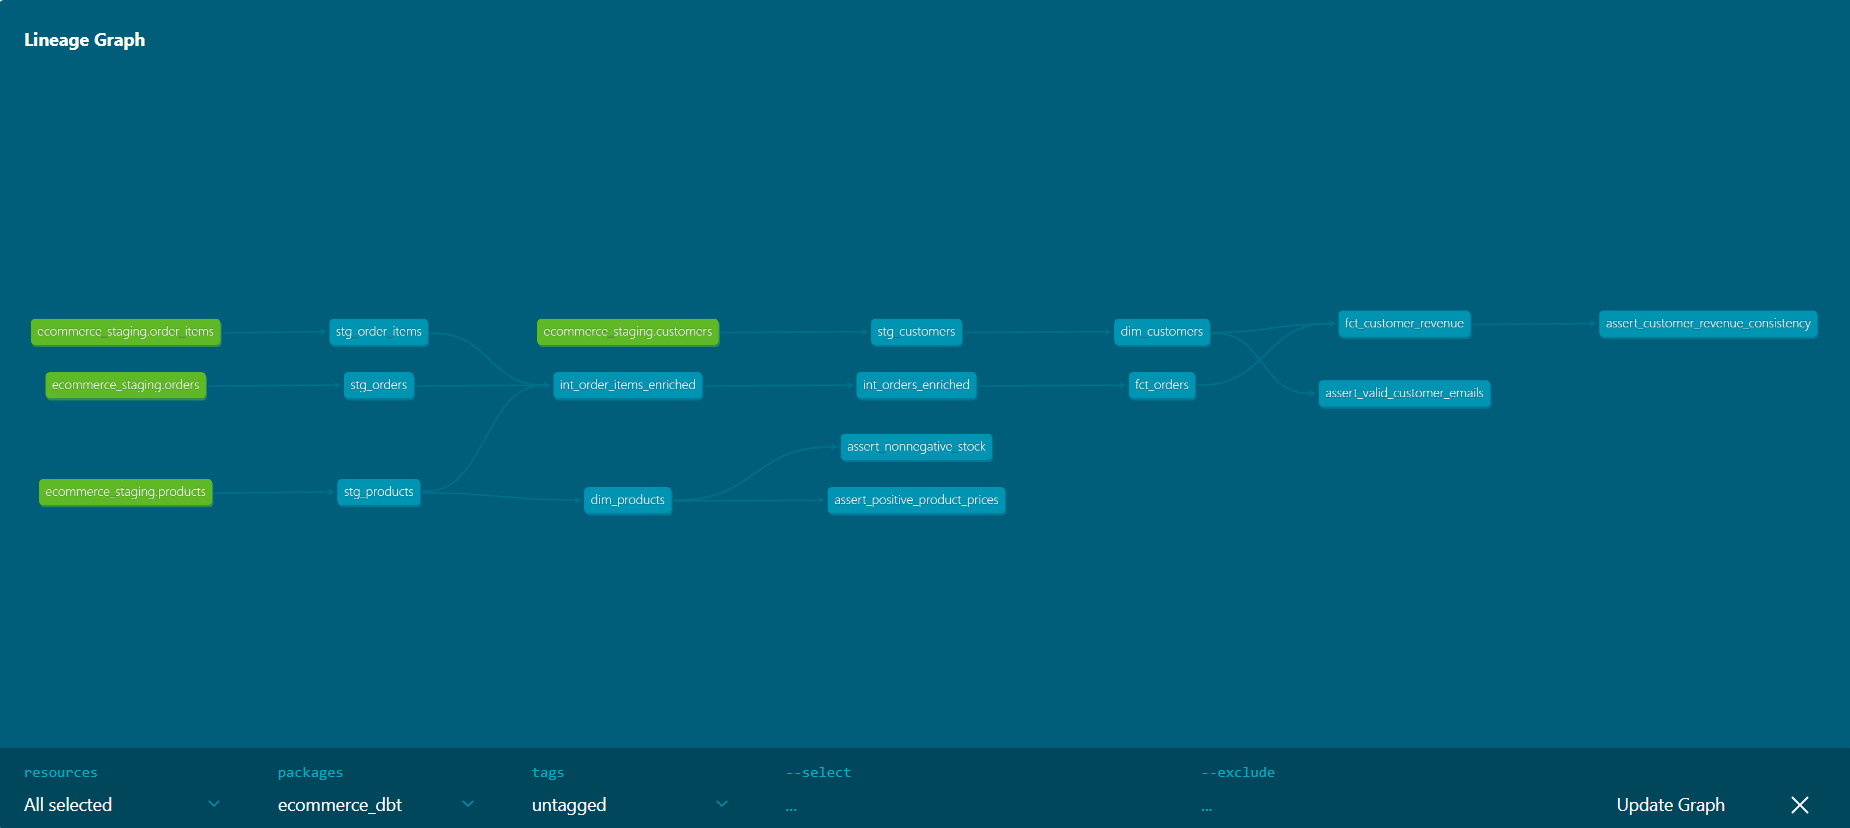 Lineage Graph
ecommerce_staging.order_items
stg_order_items
ecommerce_staging.customers
stg_customers
dim_customers
fct_customer_revenue
assert_customer_revenue_consistency
ecommerce_staging.orders
stg_orders
int_order_items_enriched
int_orders_enriched
fct_orders
assert_valid_customer_emails
assert_nonnegative_stock
ecommerce_staging.products
stg_products
dim_products
assert_positive_product_prices
resources
packages
tags
--select
--exclude
All selected
ecommerce_dbt
untagged
...
...
Update Graph